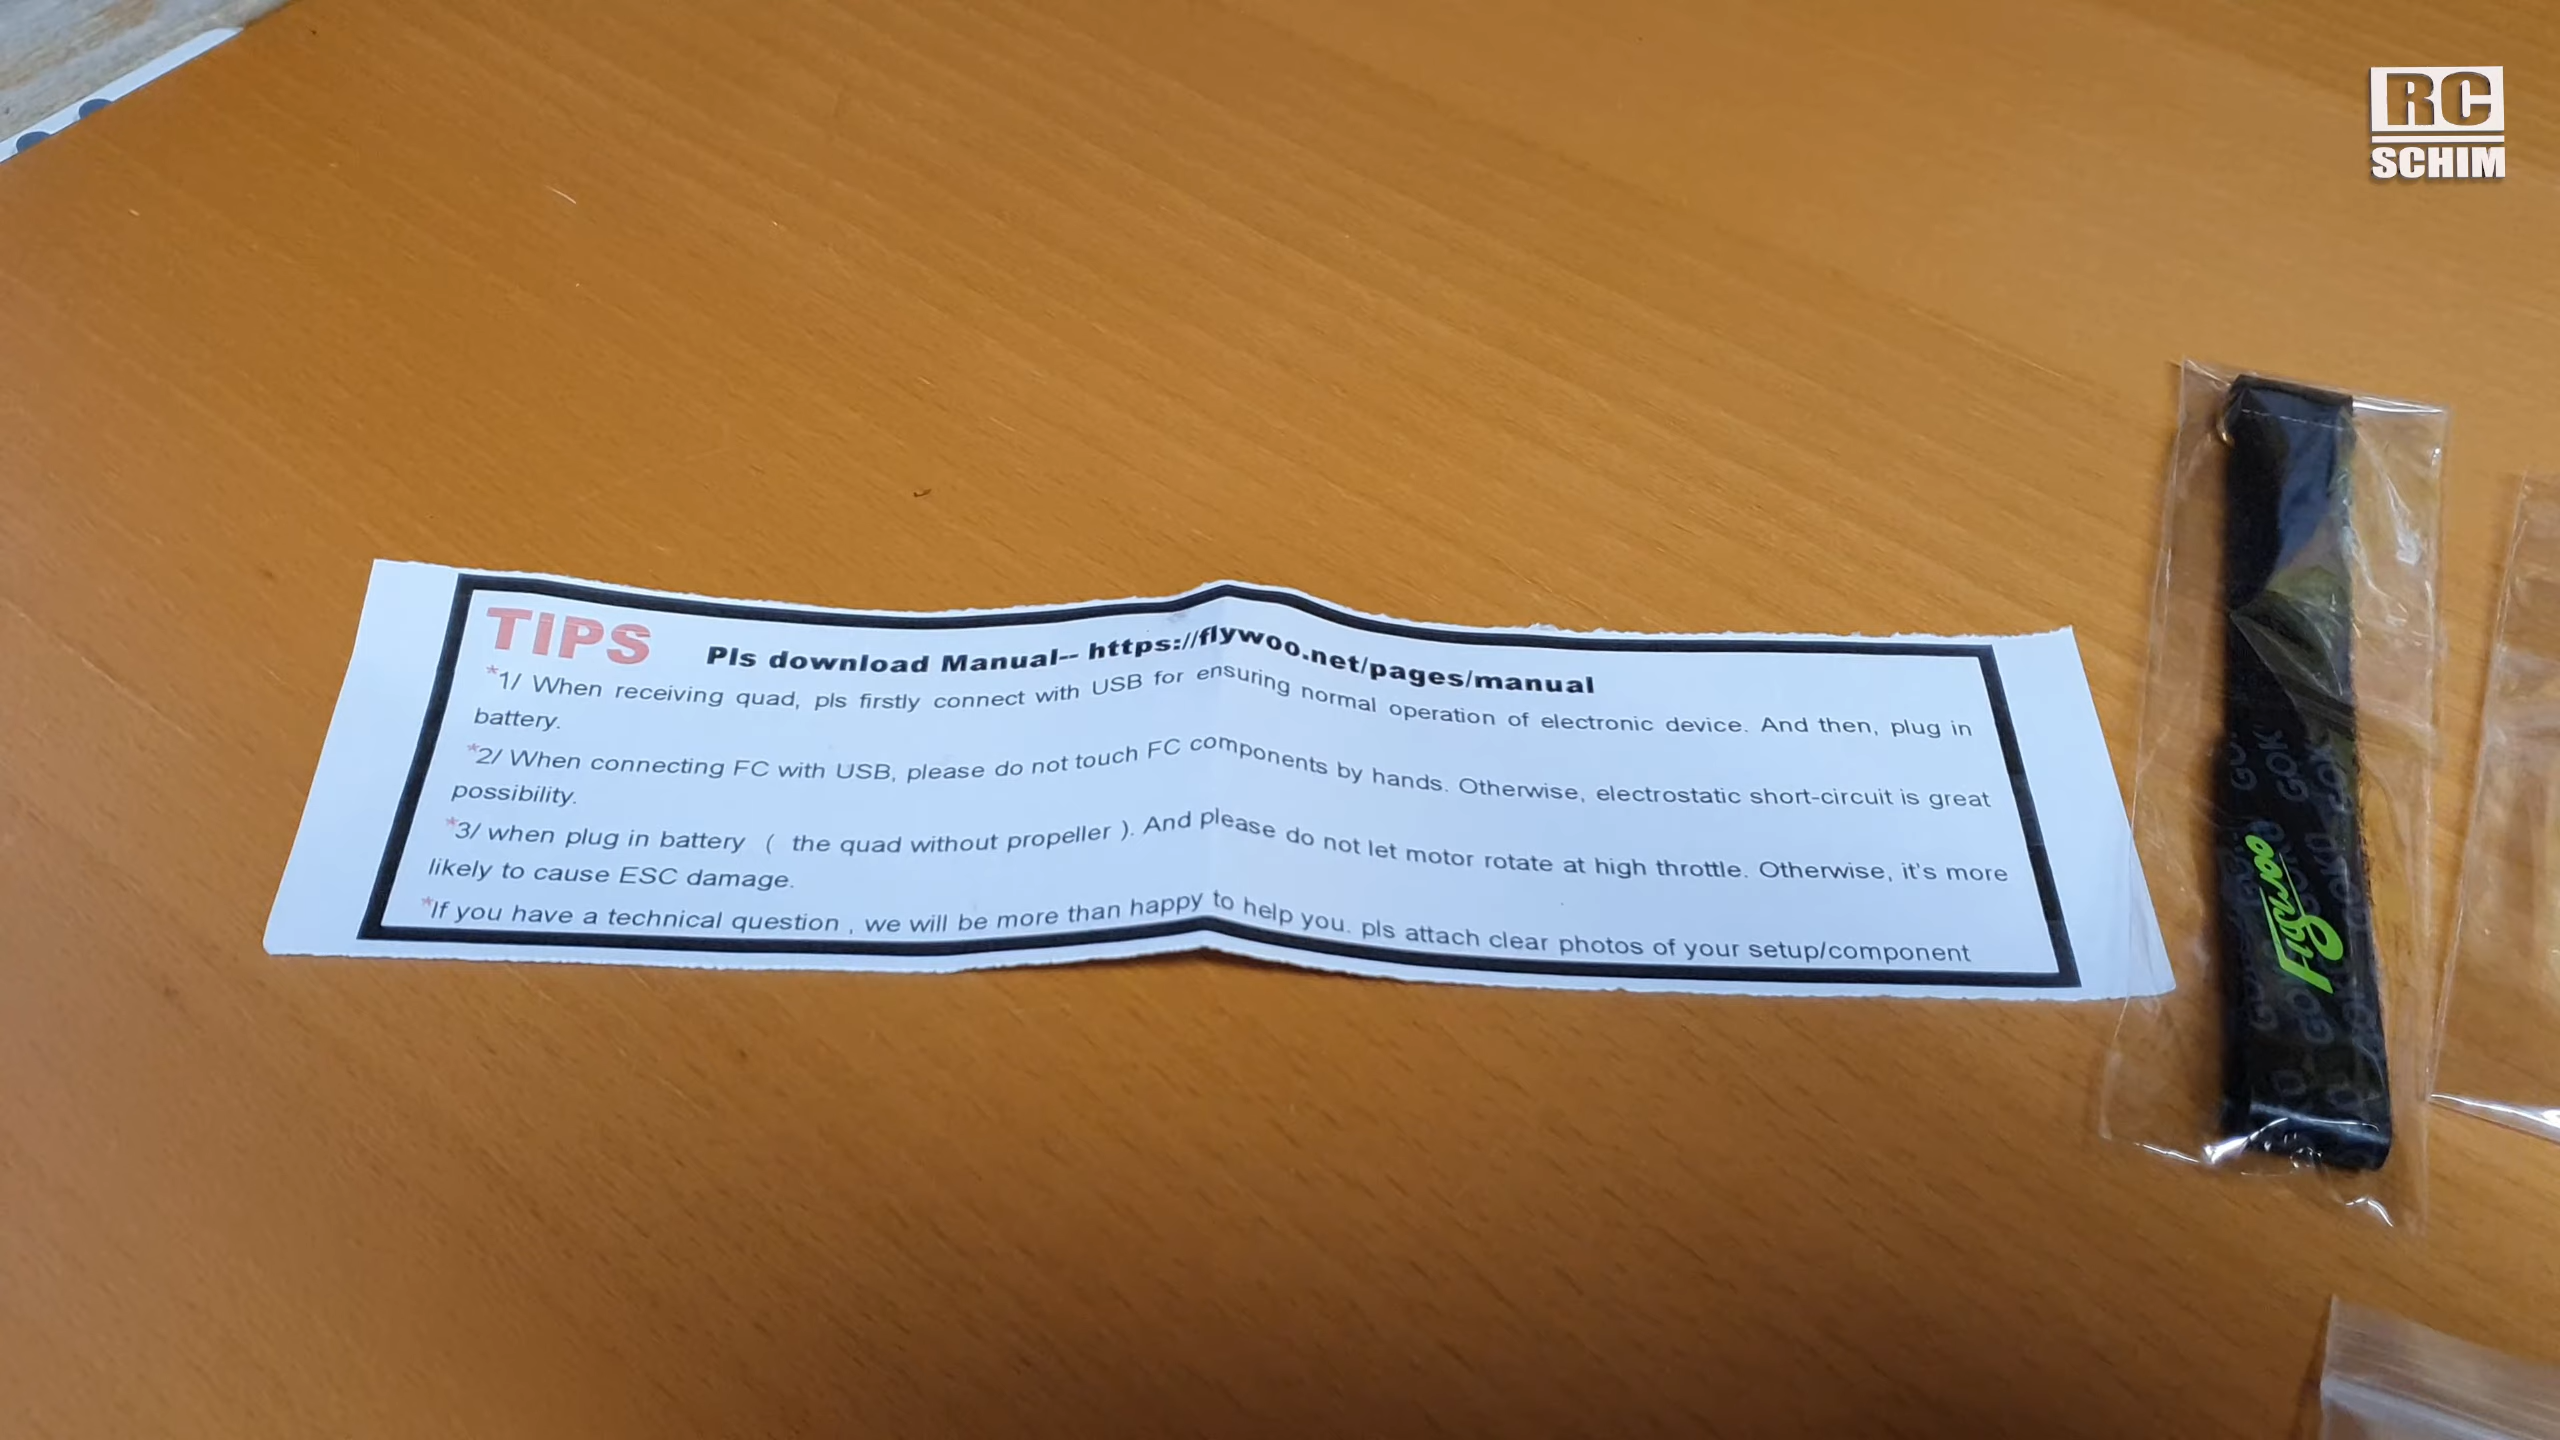 RC
SCHIM
TIPS Pls download Manual-- https://flywoo.net/pages/manual
*1/ When receiving quad, pls firstly connect with USB for ensuring normal operation of electronic device. And then, plug in
battery.
*2/ When connecting FC with USB, please do not touch FC components by hands. Otherwise, electrostatic short-circuit is great
possibility.
*3/ when plug in battery ( the quad without propeller ). And please do not let motor rotate at high throttle. Otherwise, it's more
likely to cause ESC damage.
*If you have a technical question , we will be more than happy to help you. pls attach clear photos of your setup/component
Flywoo